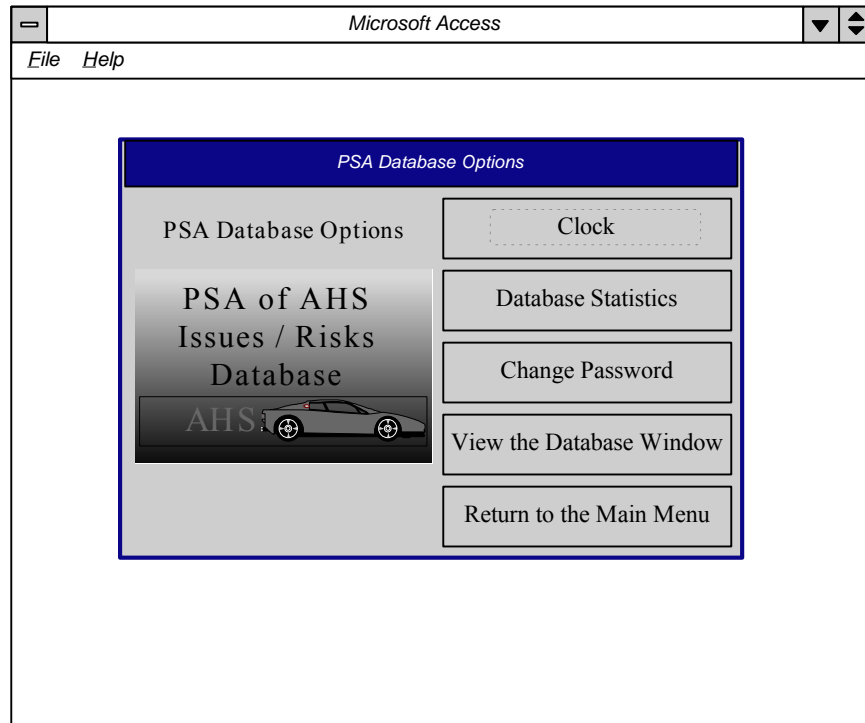 Microsoft Access
File Help
PSA Database Options
PSA Database Options
PSA of AHS
Issues / Risks
Database
AHS
Clock
Database Statistics
Change Password
View the Database Window
Return to the Main Menu